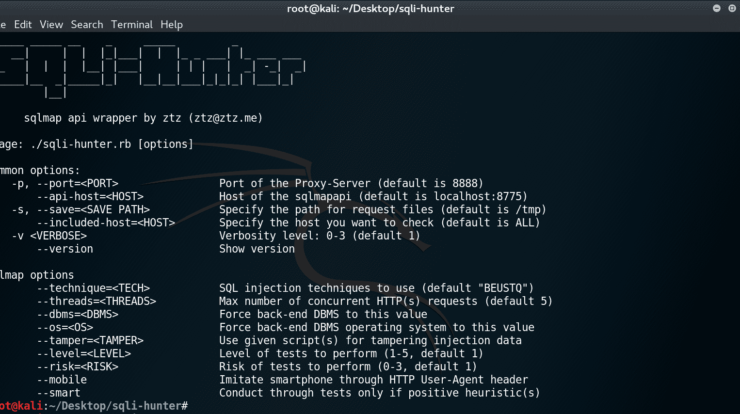 root@kali: ~/Desktop/sqli-hunter
e Edit View Search Terminal Help
SQLi-Hunter
sqlmap api wrapper by ztz (ztz@ztz.me)
age: ./sqli-hunter.rb [options]
mmon options:
-p, --port=<PORT> Port of the Proxy-Server (default is 8888)
--api-host=<HOST> Host of the sqlmapapi (default is localhost:8775)
-s, --save=<SAVE PATH> Specify the path for request files (default is /tmp)
--included-host=<HOST> Specify the host you want to check (default is ALL)
-v <VERBOSE> Verbosity level: 0-3 (default 1)
--version Show version
lmap options
--technique=<TECH> SQL injection techniques to use (default "BEUSTQ")
--threads=<THREADS> Max number of concurrent HTTP(s) requests (default 5)
--dbms=<DBMS> Force back-end DBMS to this value
--os=<OS> Force back-end DBMS operating system to this value
--tamper=<TAMPER> Use given script(s) for tampering injection data
--level=<LEVEL> Level of tests to perform (1-5, default 1)
--risk=<RISK> Risk of tests to perform (0-3, default 1)
--mobile Imitate smartphone through HTTP User-Agent header
--smart Conduct through tests only if positive heuristic(s)
ot@kali:~/Desktop/sqli-hunter#